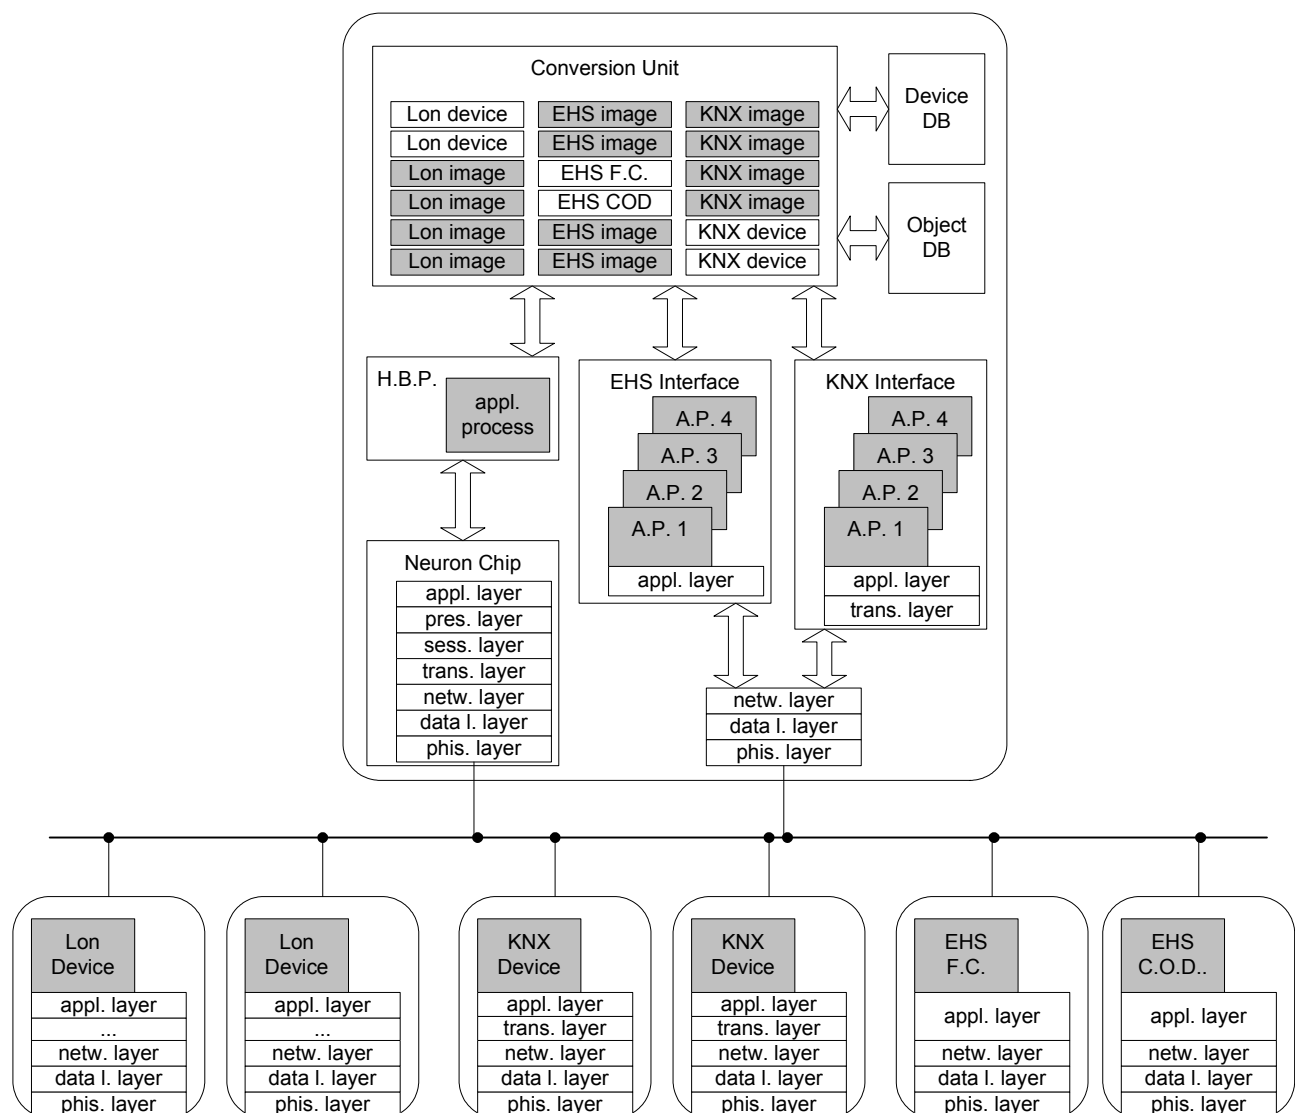 Conversion Unit
Lon device EHS image KNX image
Lon device EHS image KNX image
Lon image EHS F.C. KNX image
Lon image EHS COD KNX image
Lon image EHS image KNX device
Lon image EHS image KNX device
Device
DB
Object
DB
H.B.P.
appl.
process
EHS Interface
A.P. 4
A.P. 3
A.P. 2
A.P. 1
appl. layer
KNX Interface
A.P. 4
A.P. 3
A.P. 2
A.P. 1
appl. layer
trans. layer
Neuron Chip
appl. layer
pres. layer
sess. layer
trans. layer
netw. layer
data l. layer
phis. layer
netw. layer
data l. layer
phis. layer
Lon
Device
appl. layer
...
netw. layer
data l. layer
phis. layer
Lon
Device
appl. layer
...
netw. layer
data l. layer
phis. layer
KNX
Device
appl. layer
trans. layer
netw. layer
data l. layer
phis. layer
KNX
Device
appl. layer
trans. layer
netw. layer
data l. layer
phis. layer
EHS
F.C.
appl. layer
netw. layer
data l. layer
phis. layer
EHS
C.O.D..
appl. layer
netw. layer
data l. layer
phis. layer